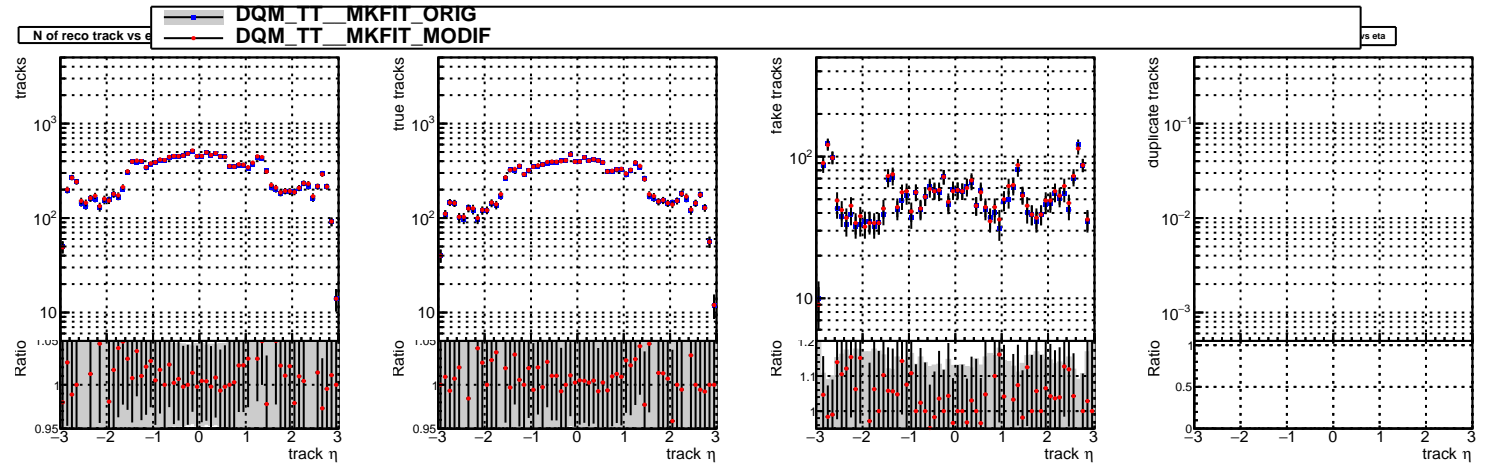 DQM_TT__MKFIT_ORIG
DQM_TT__MKFIT_MODIF
N of reco track vs e
vs eta
tracks
10³
10²
10
Ratio
1.05
1
0.95
−3 −2 −1 0 1 2 3
track η
true tracks
10³
10²
10
Ratio
1.05
1
0.95
−3 −2 −1 0 1 2 3
track η
fake tracks
10²
10
Ratio
1.2
1.1
1
−3 −2 −1 0 1 2 3
track η
duplicate tracks
10⁻¹
10⁻²
10⁻³
Ratio
1
0.5
0
−3 −2 −1 0 1 2 3
track η